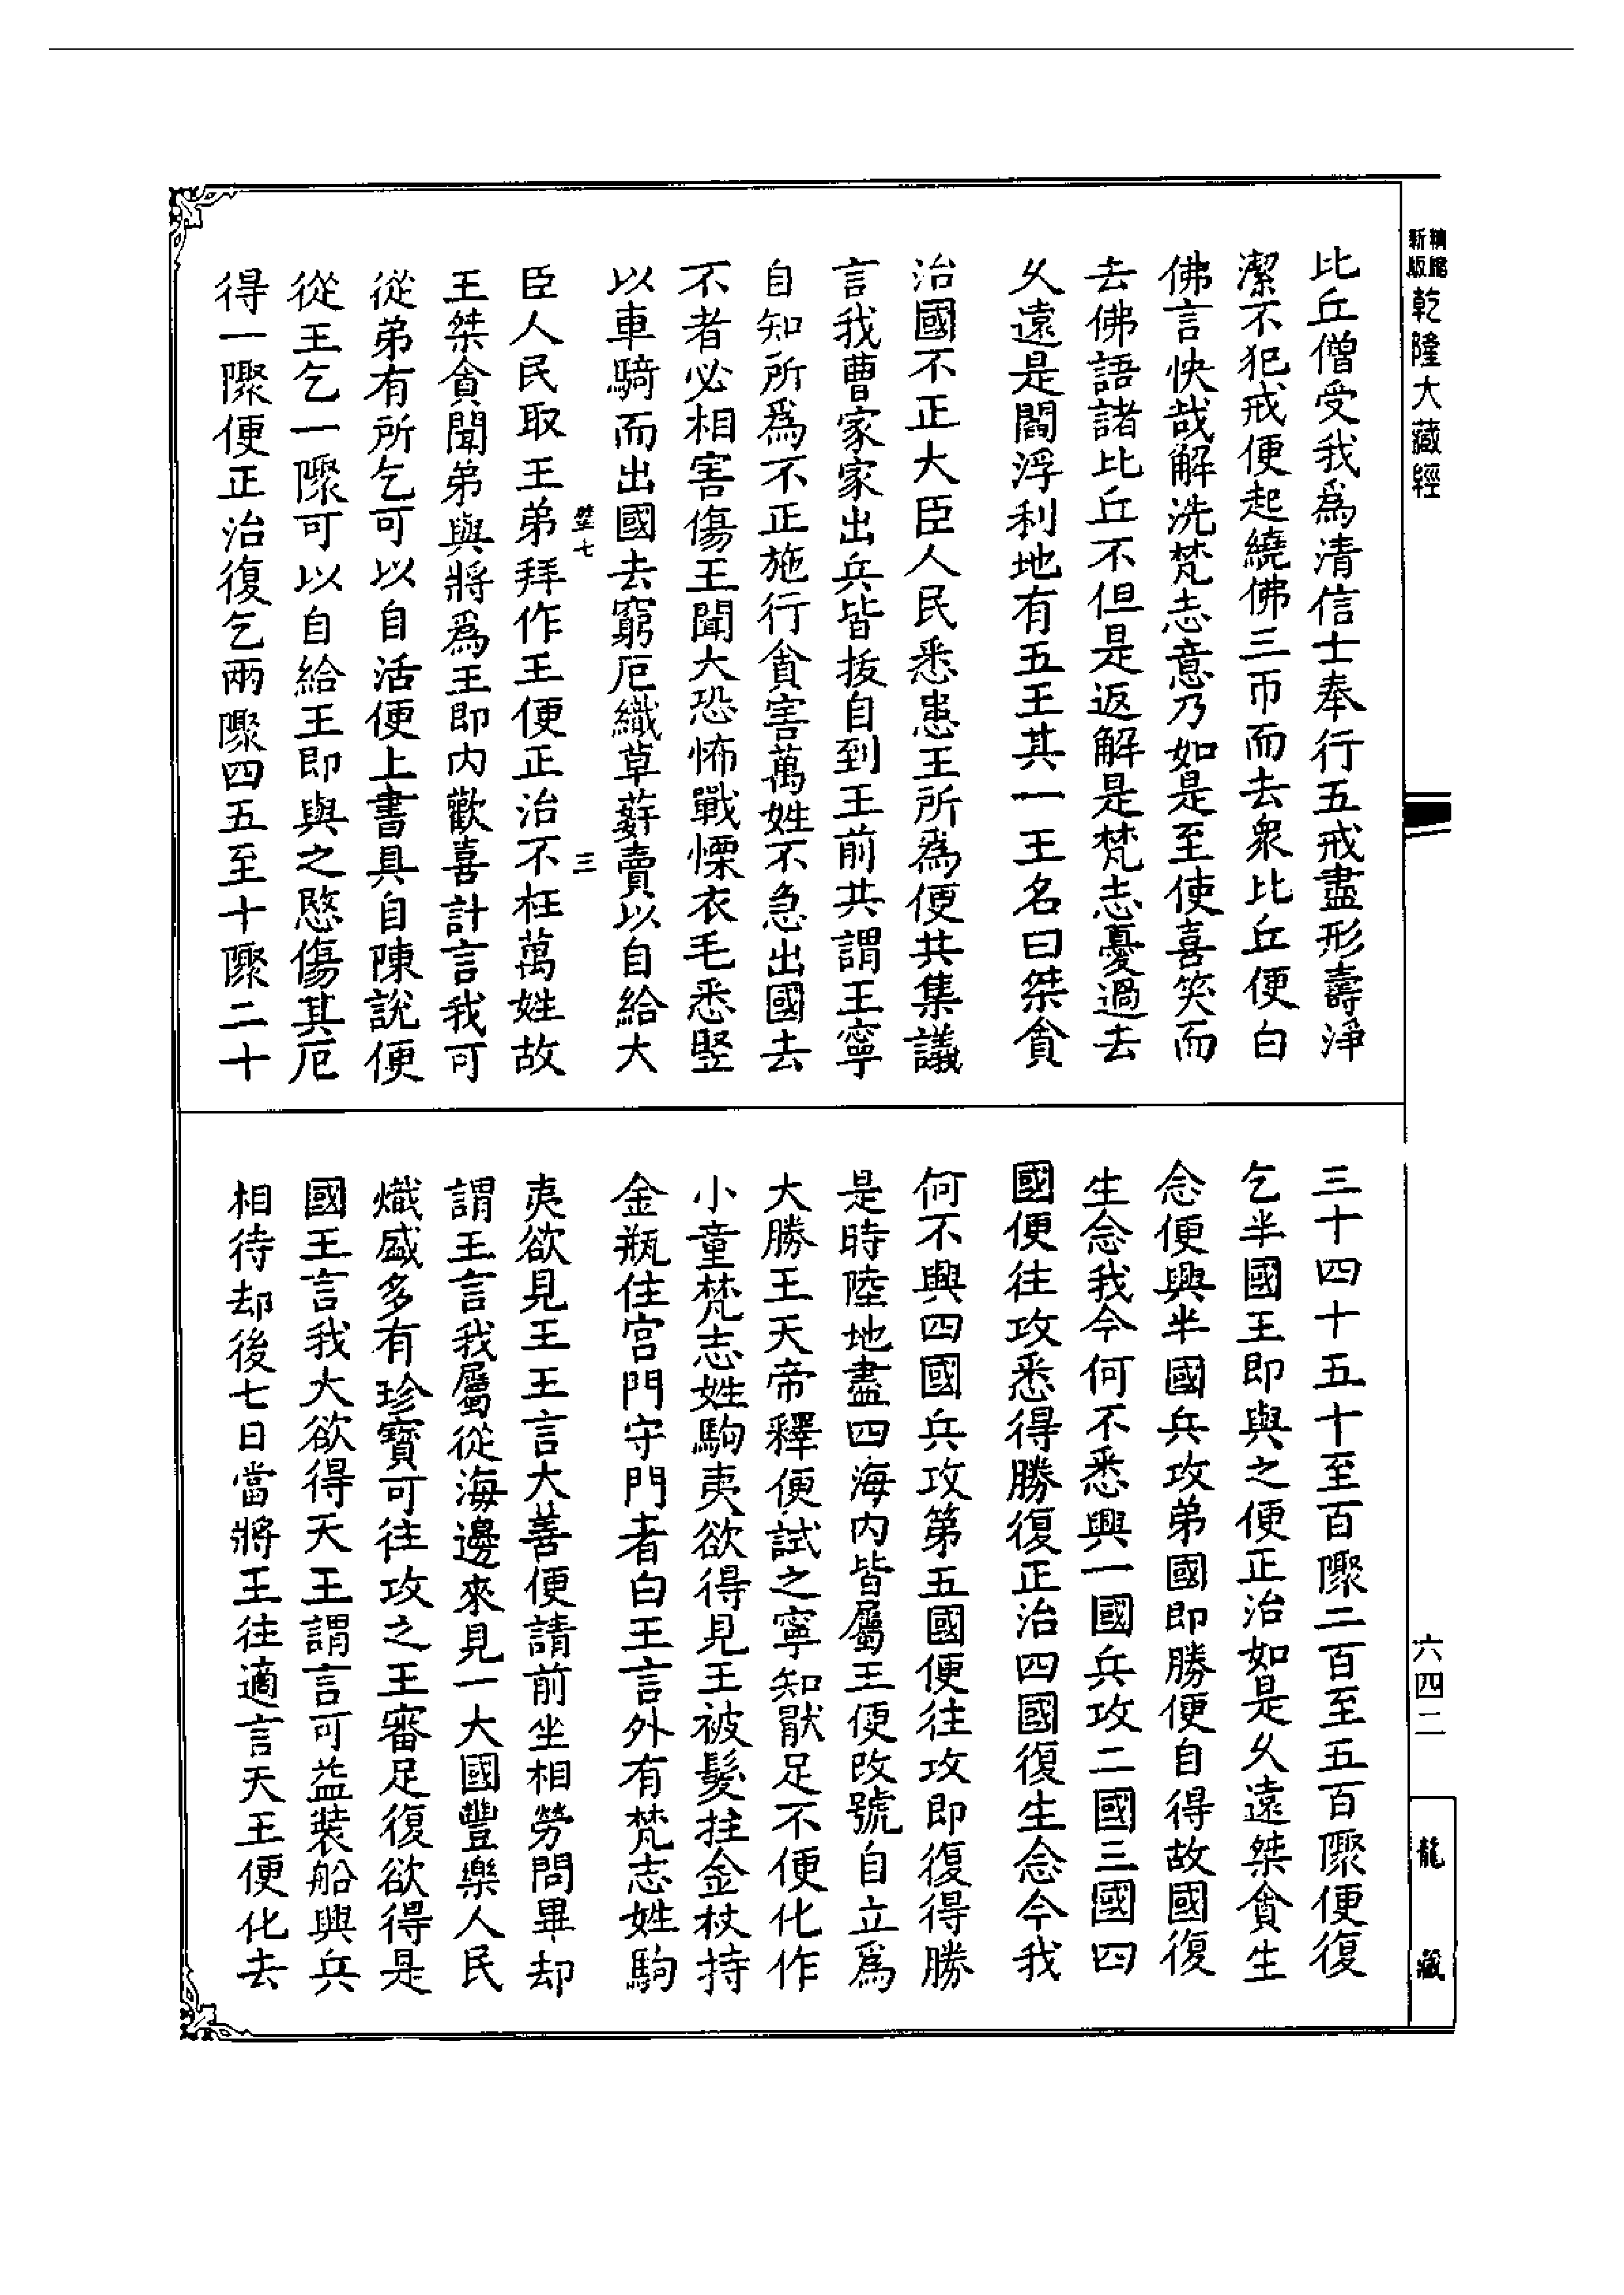 新版
精縮
乾隆大藏經
比丘僧受我爲清信士奉行五戒盡形壽淨
潔不犯戒便起繞佛三帀而去衆比丘便白
佛言快哉解洗梵志意乃如是至使喜笑而
去佛語諸比丘不但是返解是梵志憂過去
久遠是閻浮利地有五王其一王名曰桀貪
治國不正大臣人民悉患王所爲便共集議
言我曹家家出兵皆拔自到王前共謂王寧
自知所爲不正施行貪害萬姓不急出國去
不者必相害傷王聞大恐怖戰慄衣毛悉竪
以車騎而出國去窮厄織草蓱賣以自給大
七 三
臣人民取王弟拜作王便正治不枉萬姓故
王桀貪聞弟與將爲王即內歡喜計言我可
從弟有所乞可以自活便上書具自陳說便
從王乞一㙛可以自給王即與之愍傷其厄
得一㙛便正治復乞兩㙛四五至十㙛二十
三十四十五十至百㙛二百至五百㙛便復
乞半國王即與之便正治如是久遠桀貪生
念便興半國兵攻弟國即勝便自得故國復
生念我今何不悉興一國兵攻二國三國四
國便往攻悉得勝復正治四國復生念今我
何不興四國兵攻第五國便往攻即復得勝
是時陸地盡四海內皆屬王便改號自立爲
大勝王天帝釋便試之寧知猒足不便化作
小童梵志姓駒夷欲得見王被髮拄金杖持
金瓶住宮門守門者白王言外有梵志姓駒
夷欲見王王言大善便請前坐相勞問畢却
謂王言我屬從海邊來見一大國豐樂人民
熾盛多有珍寶可往攻之王審足復欲得是
國王言我大欲得天王謂言可益裝船興兵
相待却後七日當將王往適言天王便化去
六四二
龍藏